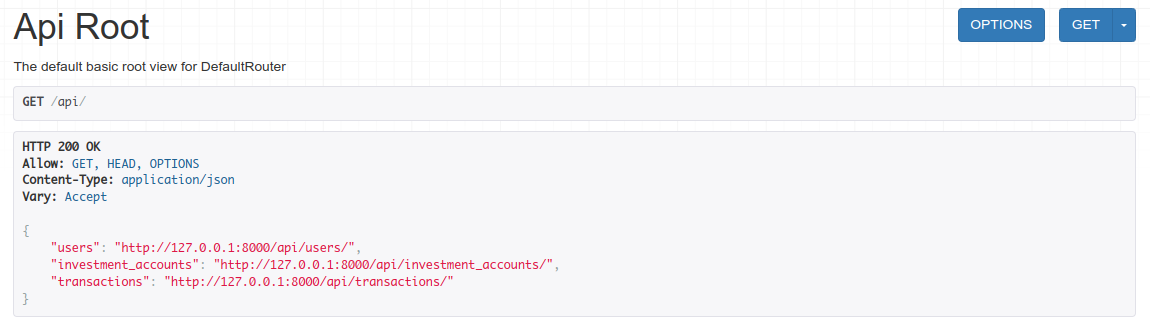 Api Root
OPTIONS
GET
The default basic root view for DefaultRouter
GET /api/
HTTP 200 OK
Allow: GET, HEAD, OPTIONS
Content-Type: application/json
Vary: Accept
{
    "users": "http://127.0.0.1:8000/api/users/",
    "investment_accounts": "http://127.0.0.1:8000/api/investment_accounts/",
    "transactions": "http://127.0.0.1:8000/api/transactions/"
}